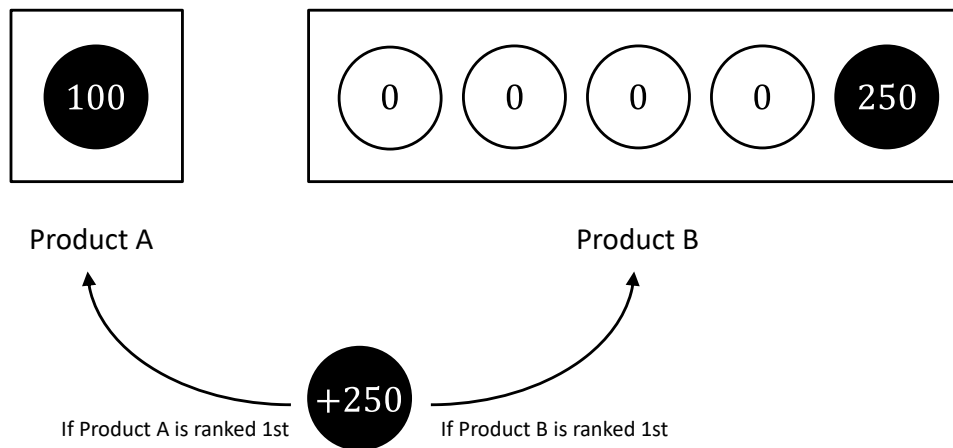 100
0 0 0 0 250
Product A
Product B
+250
If Product A is ranked 1st
If Product B is ranked 1st